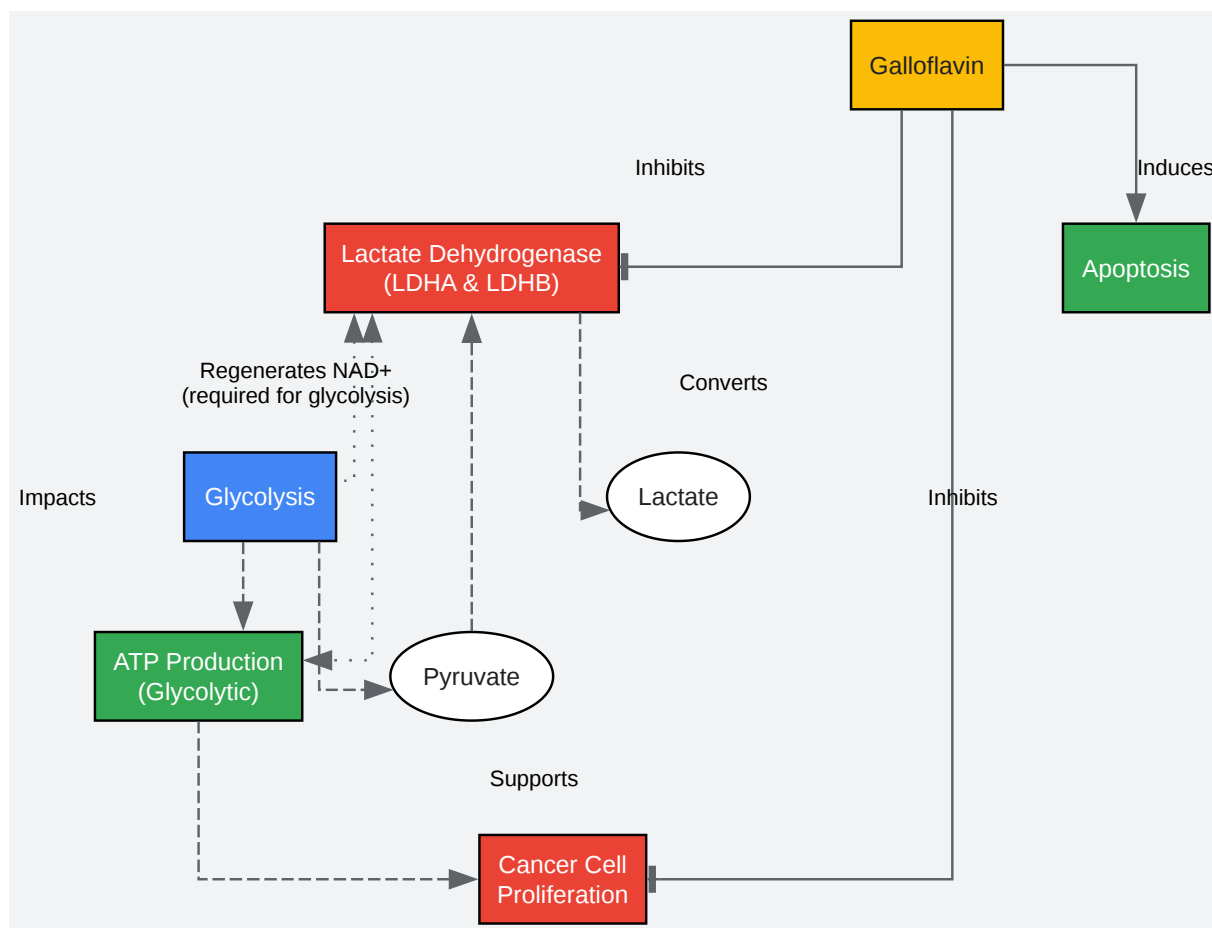 Galloflavin
Inhibits
Induces
Lactate Dehydrogenase
(LDHA & LDHB)
Apoptosis
Regenerates NAD+
(required for glycolysis)
Converts
Impacts
Glycolysis
Lactate
Inhibits
ATP Production
(Glycolytic)
Pyruvate
Supports
Cancer Cell
Proliferation